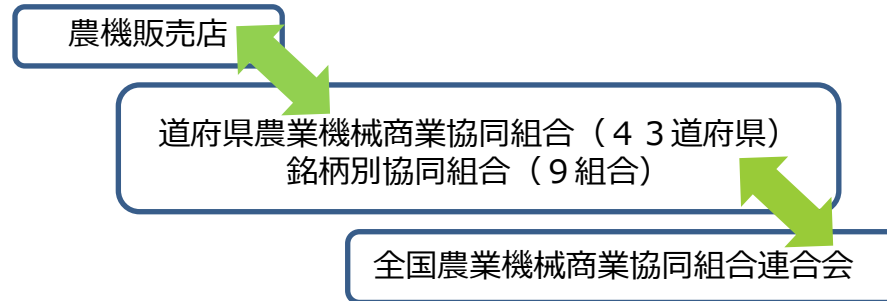 農機販売店
道府県農業機械商業協同組合（４３道府県）
銘柄別協同組合（９組合）
全国農業機械商業協同組合連合会